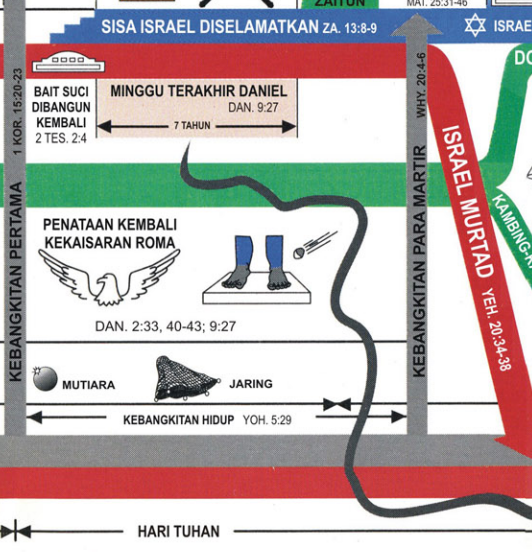 ZAITUN
MAT. 25:31-46
SISA ISRAEL DISELAMATKAN ZA. 13:8-9
BAIT SUCI
DIBANGUN
KEMBALI
2 TES. 2:4
MINGGU TERAKHIR DANIEL
DAN. 9:27
7 TAHUN
KEBANGKITAN PERTAMA 1 KOR. 15:20-23
KEBANGKITAN PARA MARTIR WHY. 20:4-6
ISRAEL MURTAD YEH. 20:34-38
PENATAAN KEMBALI
KEKAISARAN ROMA
DAN. 2:33, 40-43; 9:27
MUTIARA
JARING
KEBANGKITAN HIDUP YOH. 5:29
HARI TUHAN